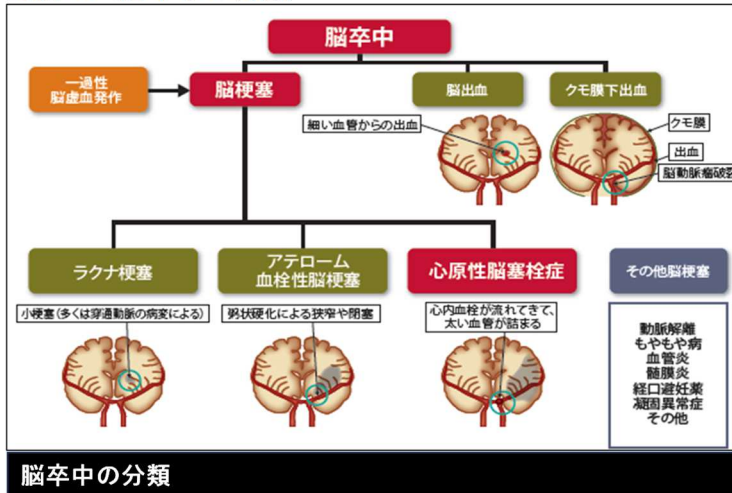 脳卒中
一過性
脳虚血発作
脳梗塞
脳出血
クモ膜下出血
細い血管からの出血
クモ膜
出血
脳動脈瘤破裂
ラクナ梗塞
アテローム
血栓性脳梗塞
心原性脳塞栓症
その他脳梗塞
小梗塞(多くは穿通動脈の病変による)
粥状硬化による狭窄や閉塞
心内血栓が流れてきて、
太い血管が詰まる
動脈解離
もやもや病
血管炎
髄膜炎
経口避妊薬
凝固異常症
その他
脳卒中の分類